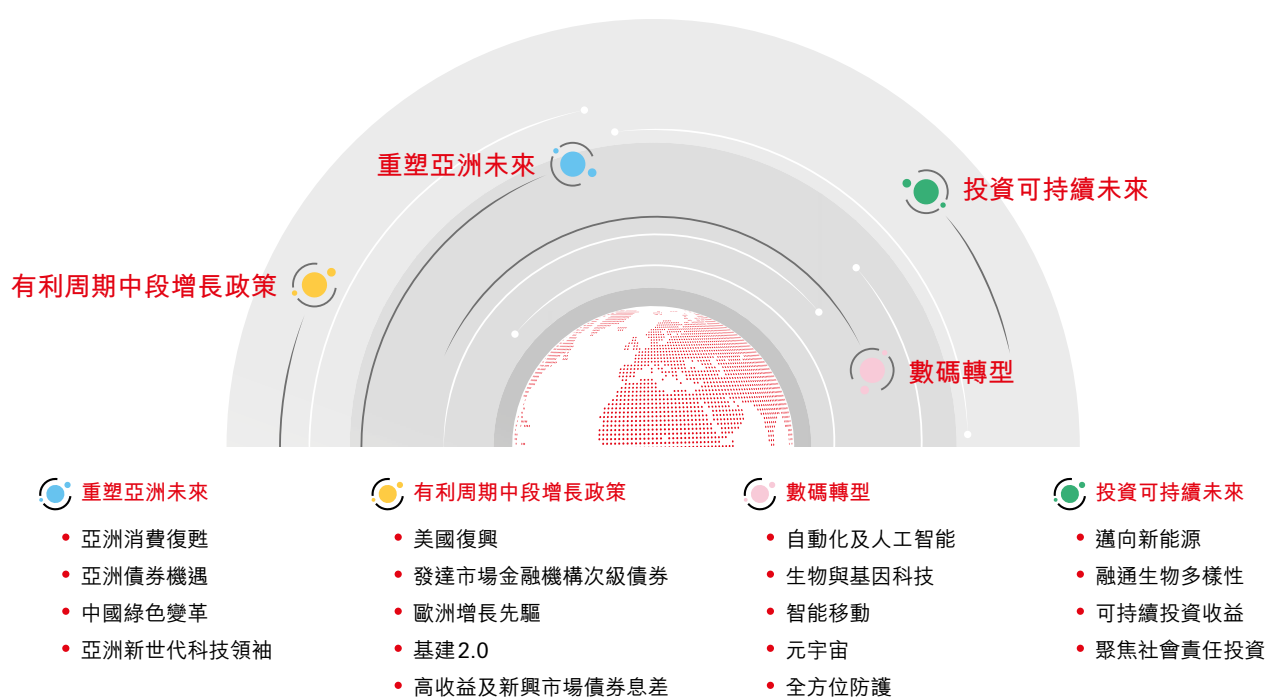 重塑亞洲未來
投資可持續未來
有利周期中段增長政策
數碼轉型
重塑亞洲未來
亞洲消費復甦
亞洲債券機遇
中國綠色變革
亞洲新世代科技領袖
有利周期中段增長政策
美國復興
發達市場金融機構次級債券
歐洲增長先驅
基建2.0
高收益及新興市場債券息差
數碼轉型
自動化及人工智能
生物與基因科技
智能移動
元宇宙
全方位防護
投資可持續未來
邁向新能源
融通生物多樣性
可持續投資收益
聚焦社會責任投資